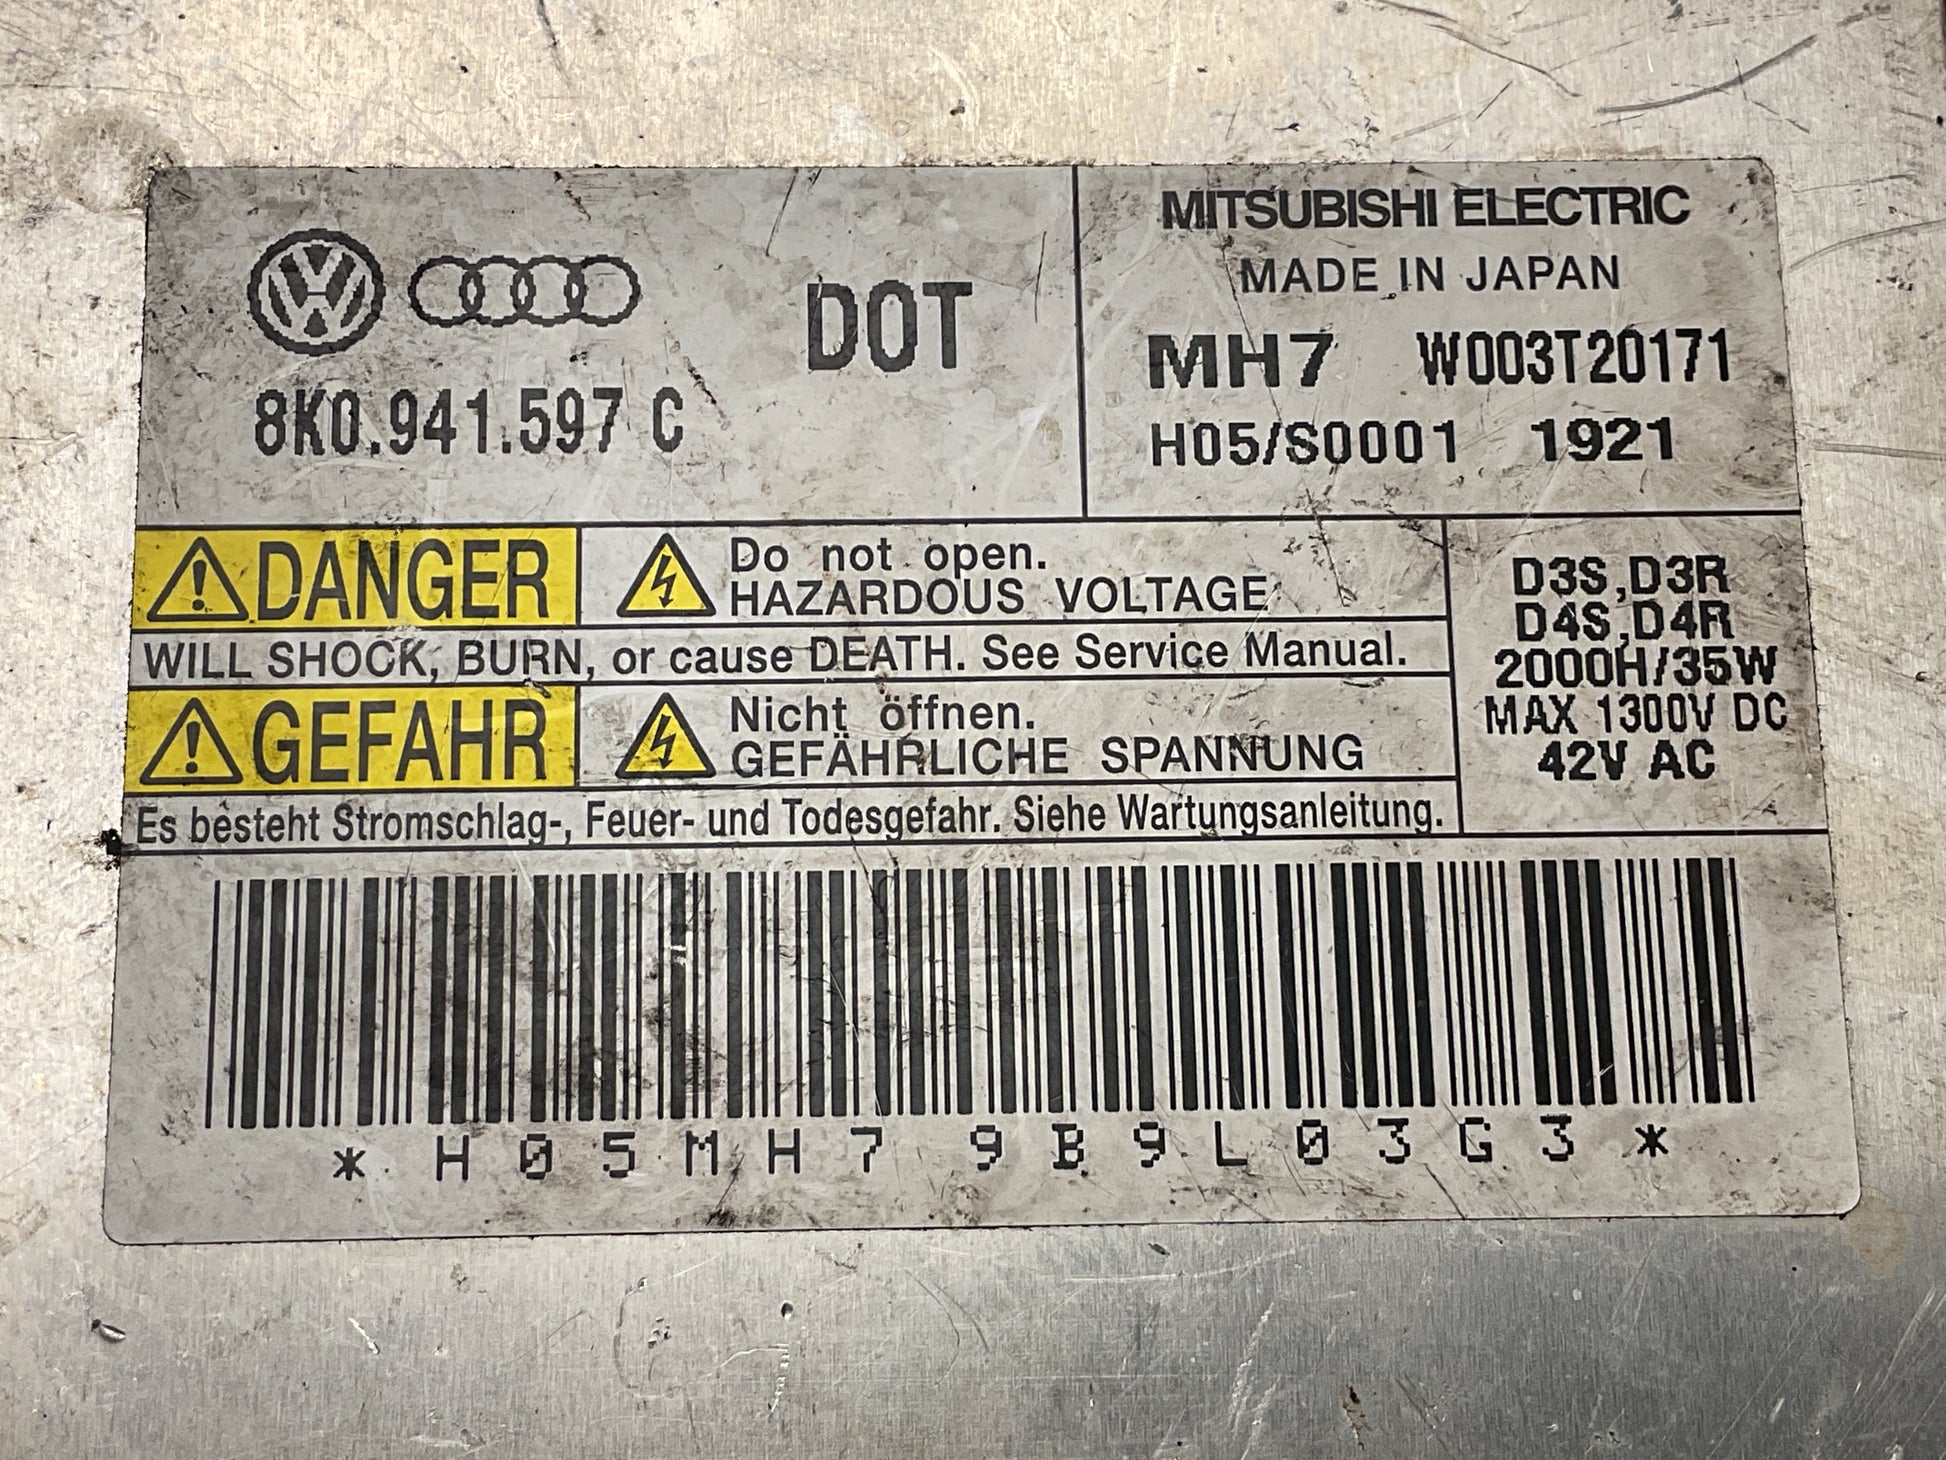 DOT
8K0.941.597 C
MITSUBISHI ELECTRIC
MADE IN JAPAN
MH7 W003T20171
H05/S0001 1921
DANGER
Do not open.
HAZARDOUS VOLTAGE
WILL SHOCK, BURN, or cause DEATH. See Service Manual.
GEFAHR
Nicht öffnen.
GEFÄHRLICHE SPANNUNG
Es besteht Stromschlag-, Feuer- und Todesgefahr. Siehe Wartungsanleitung.
D3S,D3R
D4S,D4R
2000H/35W
MAX 1300V DC
42V AC
*H05MH7 9B9L03G3*